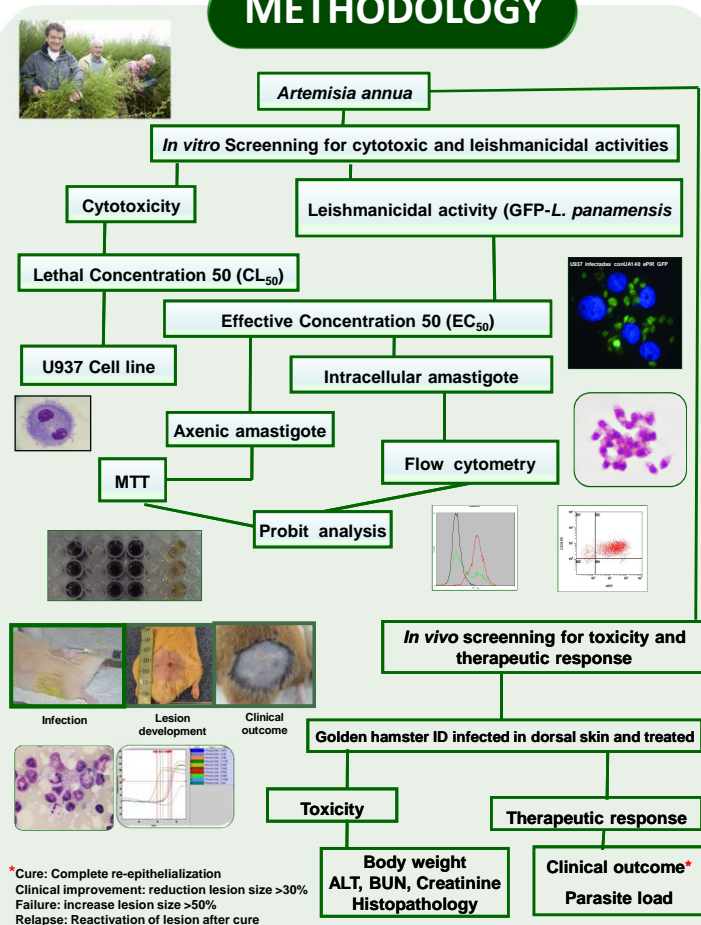 METHODOLOGY
Artemisia annua
In vitro Screenning for cytotoxic and leishmanicidal activities
Cytotoxicity
Leishmanicidal activity (GFP-L. panamensis
Lethal Concentration 50 (CL50)
U937 infectadas conUA140 ePIR GFP
Effective Concentration 50 (EC50)
U937 Cell line
Intracellular amastigote
Axenic amastigote
Flow cytometry
MTT
Probit analysis
In vivo screenning for toxicity and
therapeutic response
Infection
Lesion
development
Clinical
outcome
Golden hamster ID infected in dorsal skin and treated
Toxicity
Therapeutic response
Body weight
ALT, BUN, Creatinine
Histopathology
Clinical outcome*
Parasite load
*Cure: Complete re-epithelialization
Clinical improvement: reduction lesion size >30%
Failure: increase lesion size >50%
Relapse: Reactivation of lesion after cure